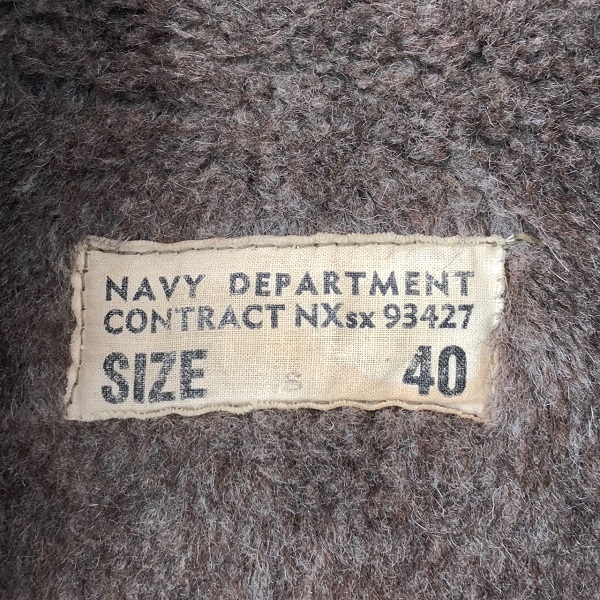 NAVY DEPARTMENT
CONTRACT NXsx 93427
SIZE S 40